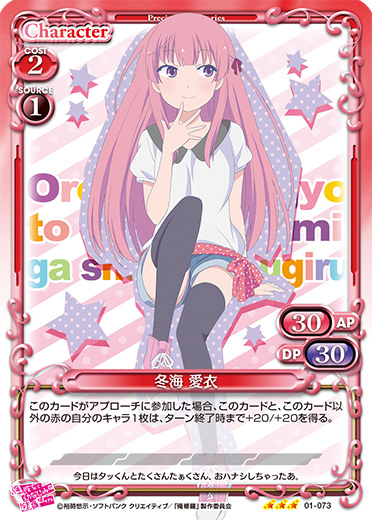 Precious Memories
Character
COST
2
SOURCE
1
Ore
yo
to
mi
ga shu
ugiru
30 AP
DP 30
冬海 愛衣
このカードがアプローチに参加した場合、このカードと、このカード以
外の赤の自分のキャラ1枚は、ターン終了時まで+20/+20を得る。
今日はタッくんとたくさんたぁくさん、おハナシしちゃったあ。
©裕時悠示・ソフトバンク クリエイティブ/「俺修羅」製作委員会
01-073